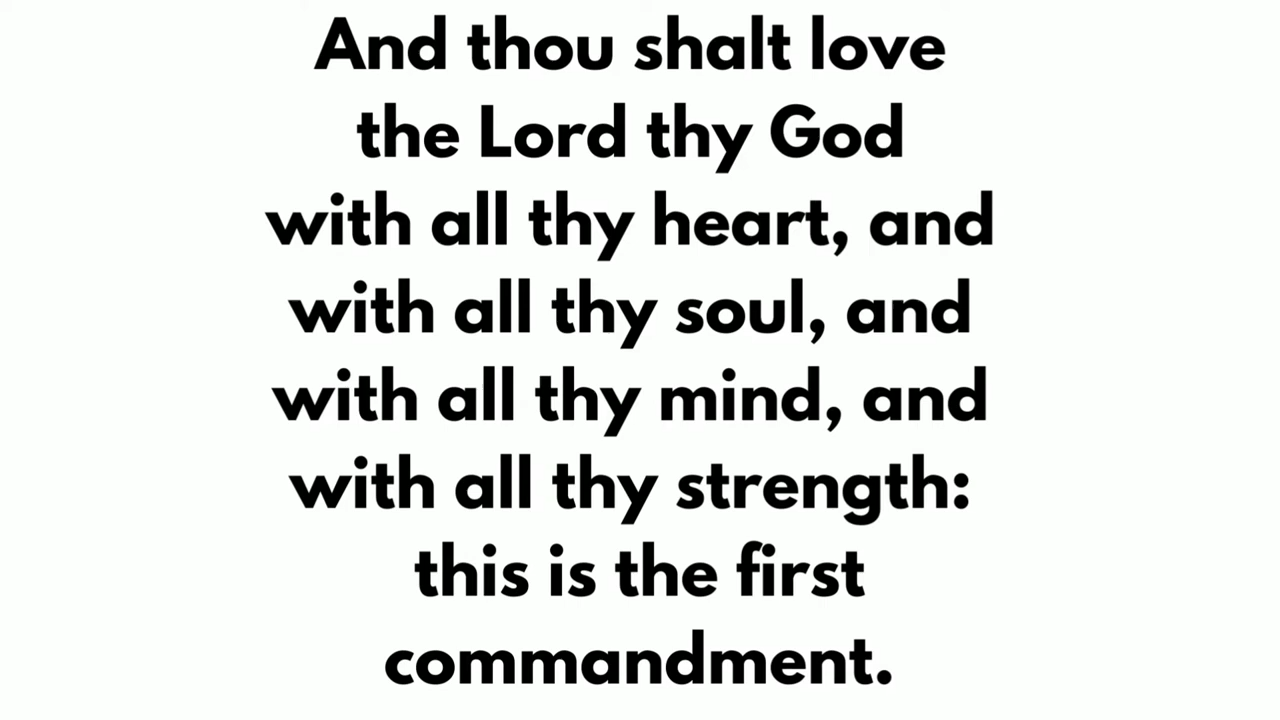 And thou shalt love
the Lord thy God
with all thy heart, and
with all thy soul, and
with all thy mind, and
with all thy strength:
this is the first
commandment.